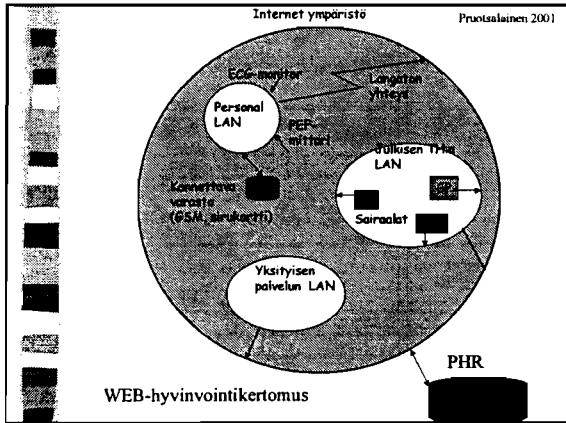 Internet ympäristö
Pruotsalainen 2001
ECG-monitor
Langaton
yhteys
Personal
LAN
PEF-
mittari
Julkisen TH:n
LAN
Kannettava
varasto
(GSM, sirukortti)
Sairaalat
Yksityisen
palvelun LAN
PHR
WEB-hyvinvointikertomus